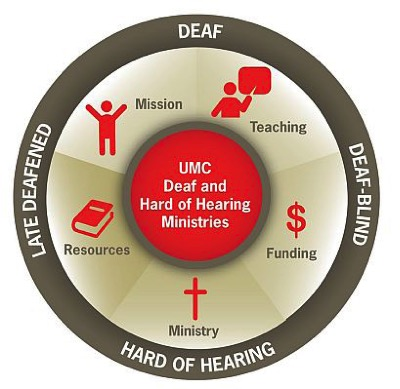 DEAF
Mission
Teaching
LATE DEAFENED
UMC
Deaf and
Hard of Hearing
Ministries
DEAF-BLIND
Resources
$
Funding
Ministry
HARD OF HEARING